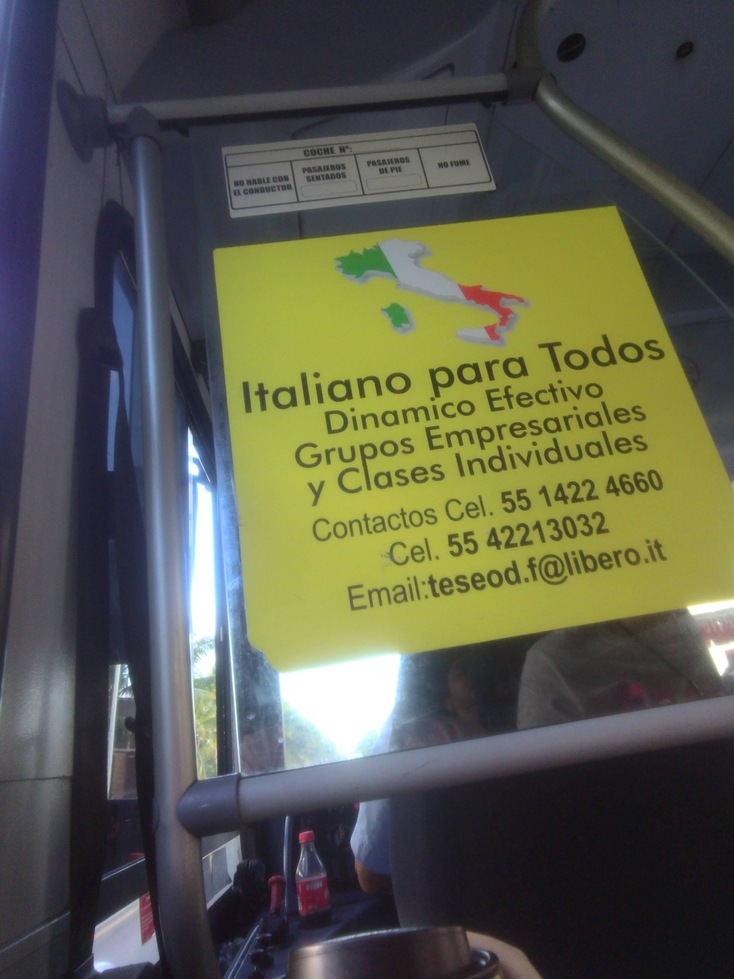 COCHE Nº:
NO HABLE CON
EL CONDUCTOR
PASAJEROS
SENTADOS
PASAJEROS
DE PIE
NO FUME
Italiano para Todos
Dinamico Efectivo
Grupos Empresariales
y Clases Individuales
Contactos Cel. 55 1422 4660
Cel. 55 42213032
Email:teseod.f@libero.it